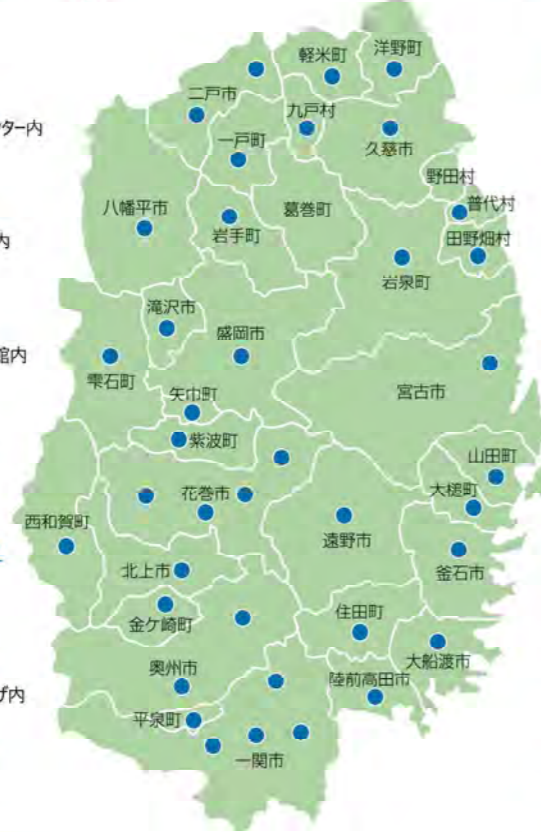 軽米町
洋野町
二戸市
九戸村
ター内
一戸町
久慈市
野田村
八幡平市
葛巻町
普代村
岩手町
田野畑村
内
岩泉町
滝沢市
盛岡市
館内
雫石町
宮古市
矢巾町
紫波町
山田町
大槌町
花巻市
西和賀町
遠野市
釜石市
北上市
住田町
金ケ崎町
大船渡市
奥州市
陸前高田市
ザ内
平泉町
一関市